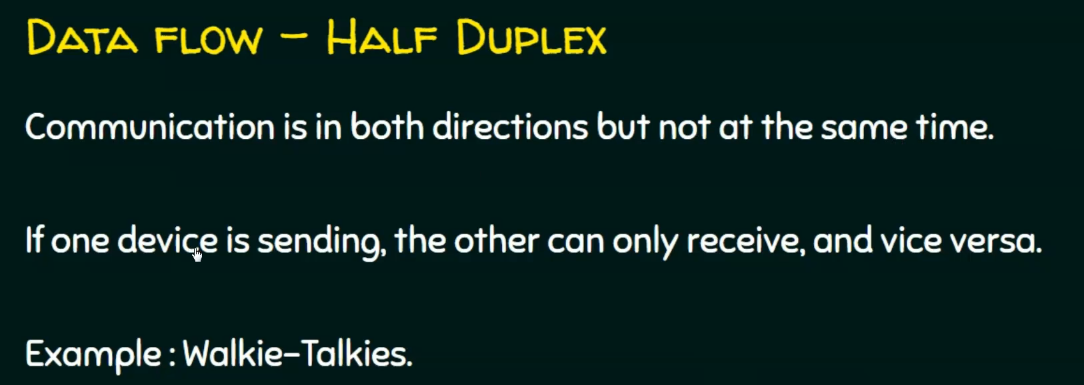 Data flow – Half Duplex
Communication is in both directions but not at the same time.
If one device is sending, the other can only receive, and vice versa.
Example : Walkie-Talkies.